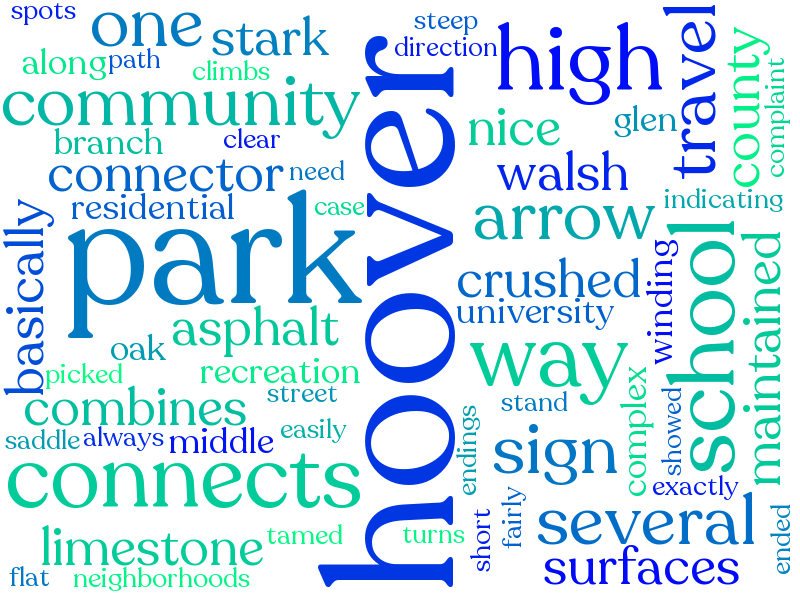 spots
one
stark
steep
direction
high
travel
county
complaint
along
path
climbs
community
branch
clear
nice
glen
connector
need
walsh
indicating
residential
case
arrow
hoover
park
school
basically
crushed
winding
maintained
university
asphalt
oak
way
picked
recreation
street
stand
complex
showed
combines
easily
saddle
always
middle
endings
sign
connects
exactly
short
fairly
several
ended
limestone
tamed
turns
surfaces
flat
neighborhoods